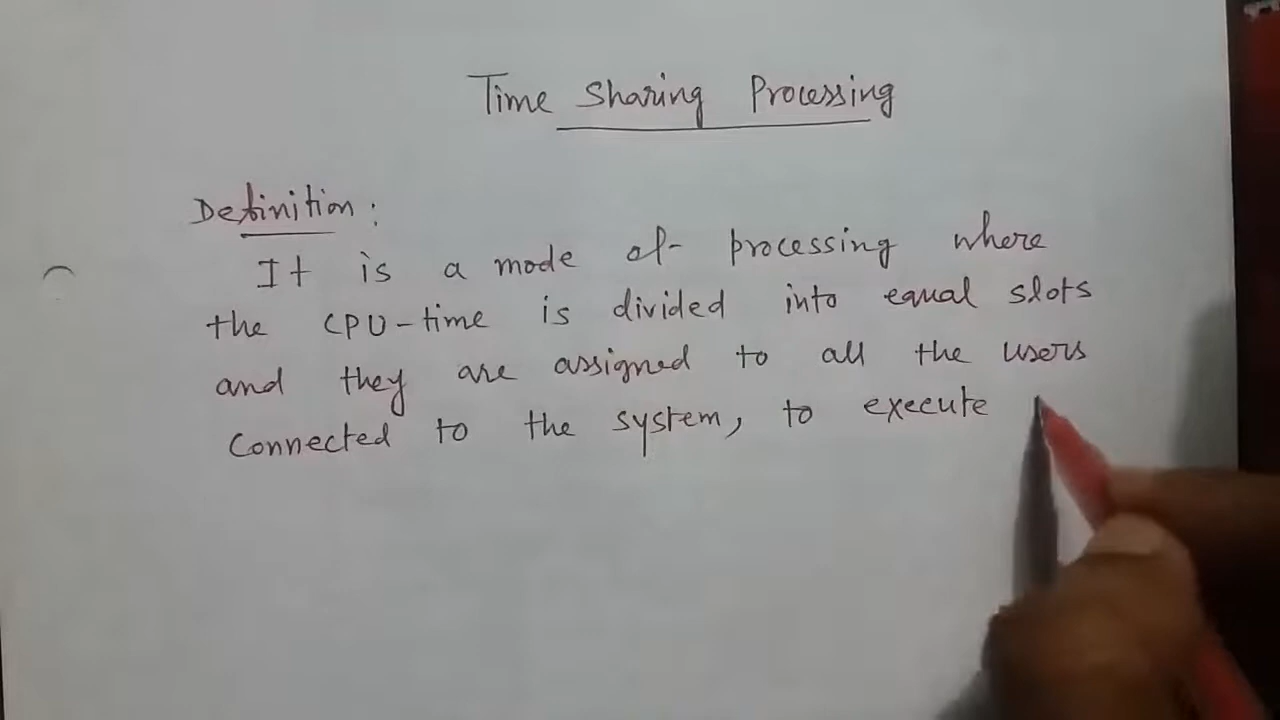 Time Sharing Processing
Definition:
It is a mode of processing where
the CPU-time is divided into equal slots
and they are assigned to all the users
Connected to the system, to execute